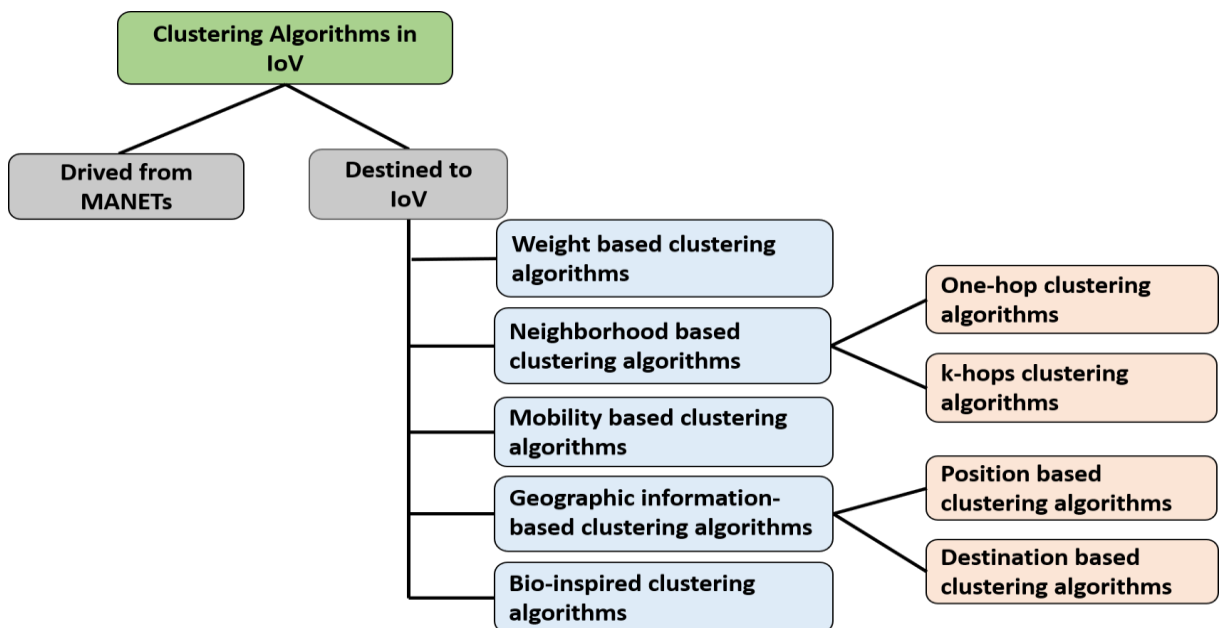 Clustering Algorithms in
IoV
Drived from
MANETs
Destined to
IoV
Weight based clustering
algorithms
Neighborhood based
clustering algorithms
One-hop clustering
algorithms
k-hops clustering
algorithms
Mobility based clustering
algorithms
Geographic information-
based clustering algorithms
Position based
clustering algorithms
Destination based
clustering algorithms
Bio-inspired clustering
algorithms